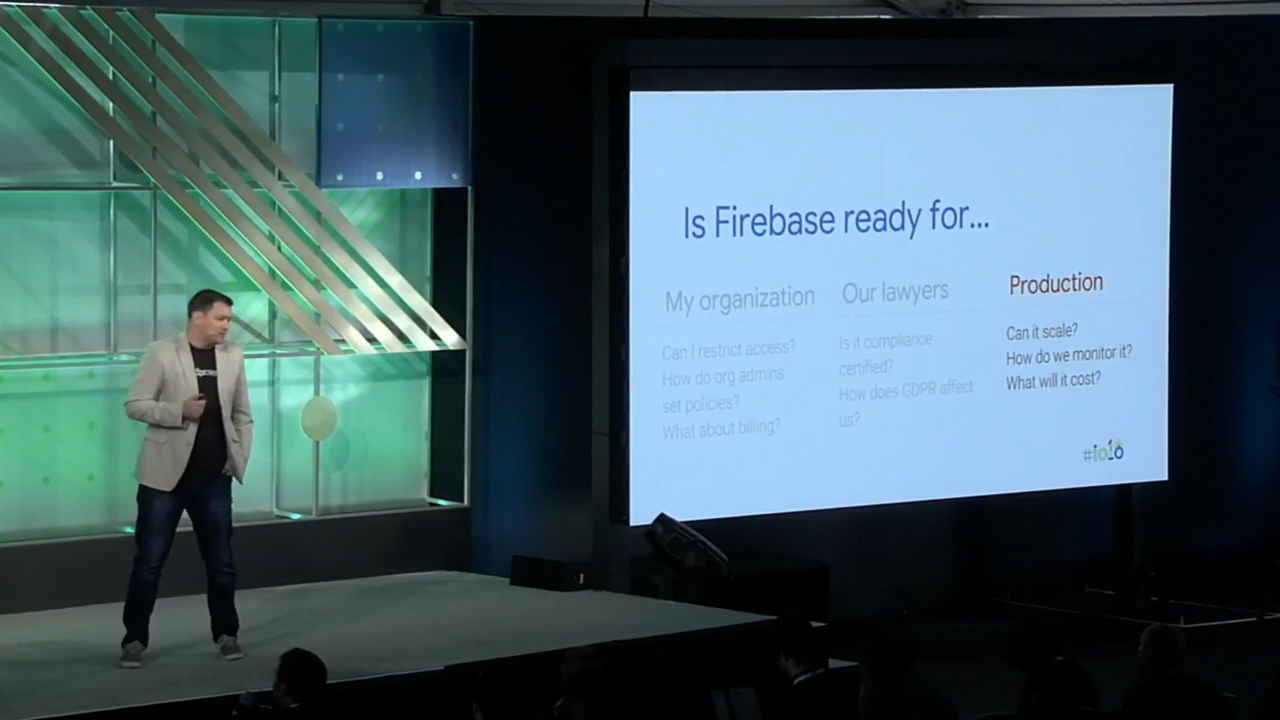 Is Firebase ready for...
My organization
Can I restrict access?
How do org admins
set policies?
What about billing?
Our lawyers
Is it compliance
certified?
How does GDPR affect
us?
Production
Can it scale?
How do we monitor it?
What will it cost?
#io18